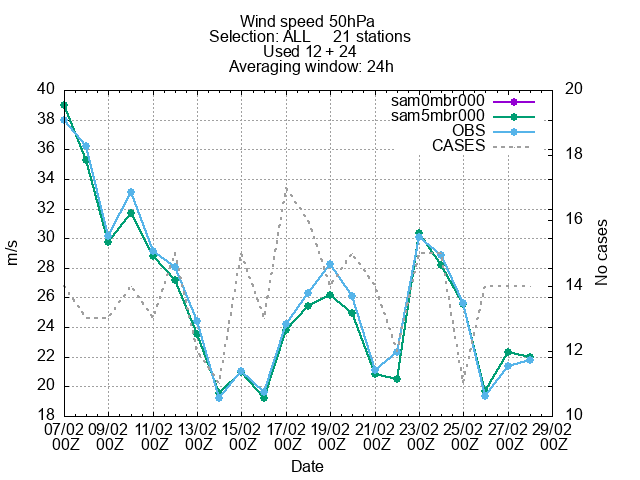 Wind speed 50hPa
Selection: ALL 21 stations
Used 12 + 24
Averaging window: 24h
sam0mbr000
sam5mbr000
OBS
CASES
40
38
36
34
32
30
28
26
24
22
20
18
m/s
20
18
16
14
12
10
No cases
07/02 09/02 11/02 13/02 15/02 17/02 19/02 21/02 23/02 25/02 27/02 29/02
00Z 00Z 00Z 00Z 00Z 00Z 00Z 00Z 00Z 00Z 00Z 00Z
Date